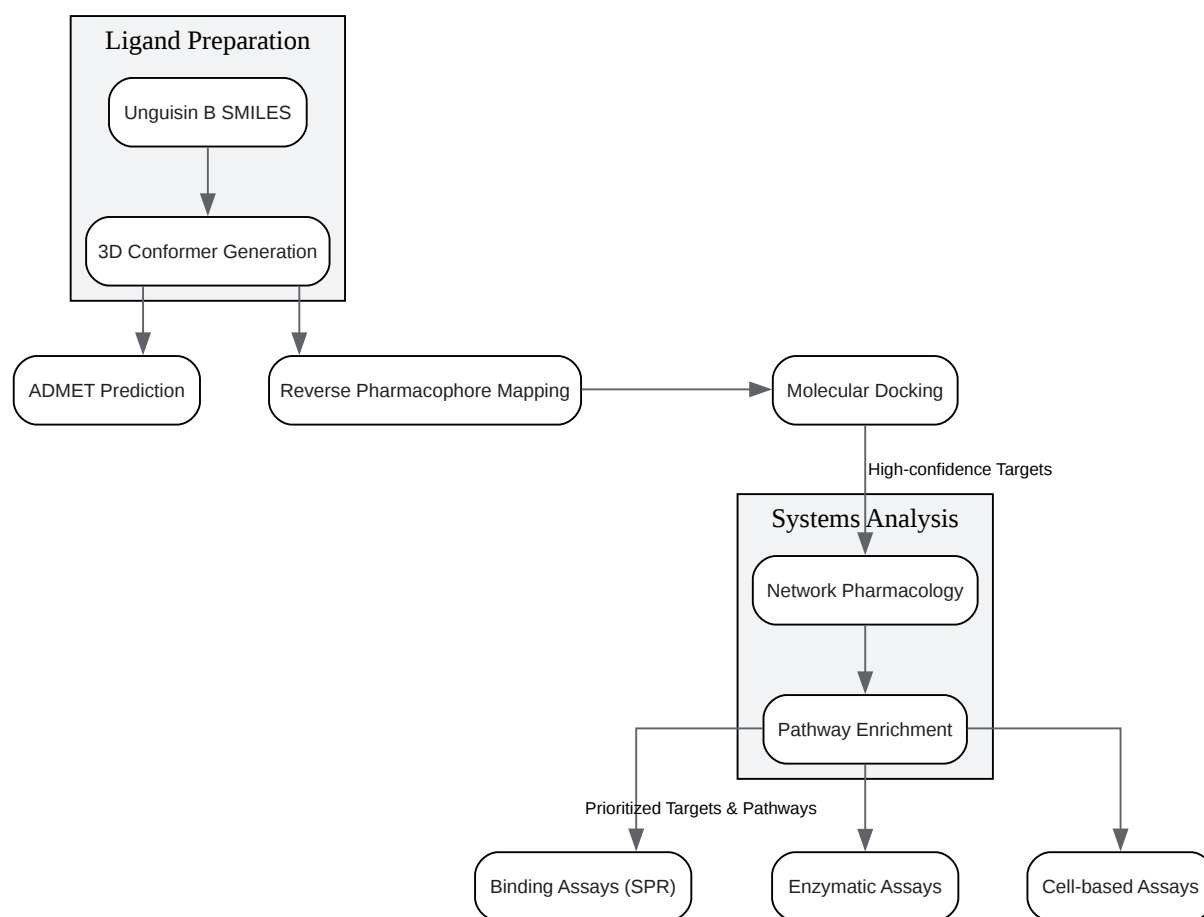 Ligand Preparation
Unguisin B SMILES
3D Conformer Generation
ADMET Prediction
Reverse Pharmacophore Mapping
Molecular Docking
High-confidence Targets
Systems Analysis
Network Pharmacology
Pathway Enrichment
Prioritized Targets & Pathways
Binding Assays (SPR)
Enzymatic Assays
Cell-based Assays